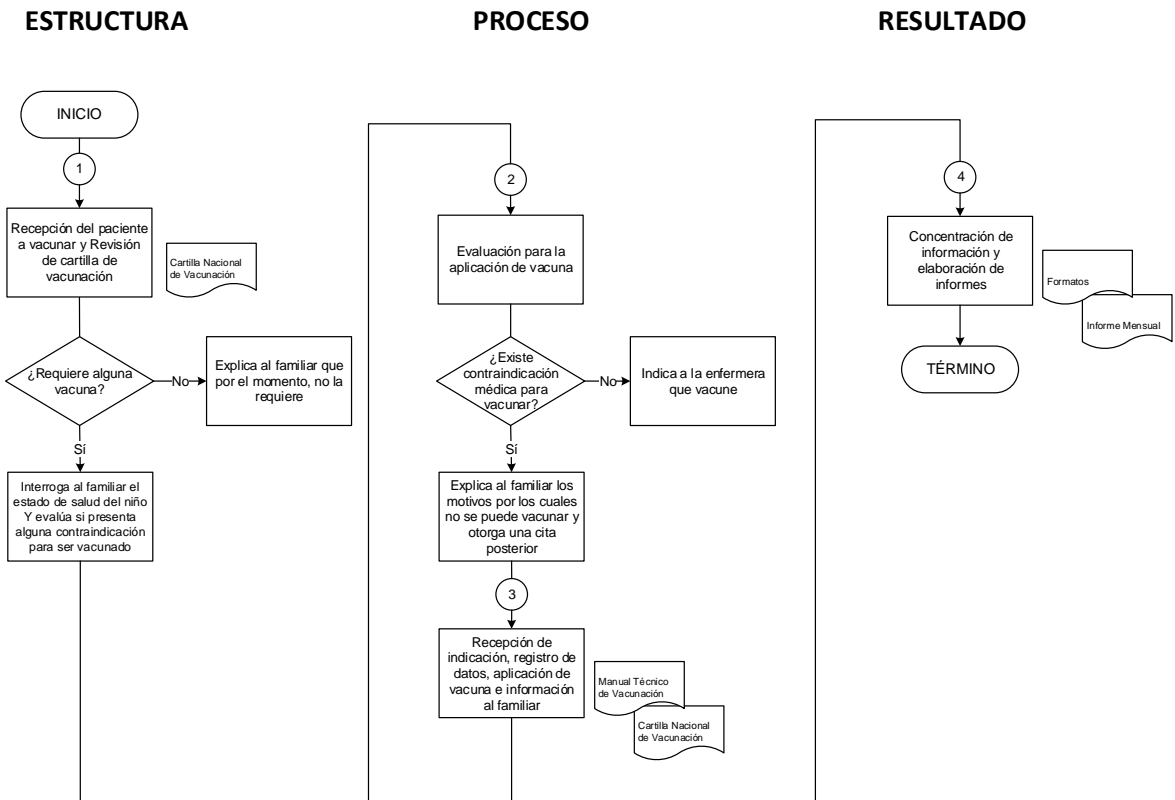 ESTRUCTURA
PROCESO
RESULTADO
INICIO
1
Recepción del paciente
a vacunar y Revisión
de cartilla de
vacunación
Cartilla Nacional
de Vacunación
¿Requiere alguna
vacuna?
No
Explica al familiar que
por el momento, no la
requiere
Sí
Interroga al familiar el
estado de salud del niño
Y evalúa si presenta
alguna contraindicación
para ser vacunado
2
Evaluación para la
aplicación de vacuna
¿Existe
contraindicación
médica para
vacunar?
No
Indica a la enfermera
que vacune
Sí
Explica al familiar los
motivos por los cuales
no se puede vacunar y
otorga una cita
posterior
3
Recepción de
indicación, registro de
datos, aplicación de
vacuna e información
al familiar
Manual Técnico
de Vacunación
Cartilla Nacional
de Vacunación
4
Concentración de
información y
elaboración de
informes
Formatos
Informe Mensual
TÉRMINO